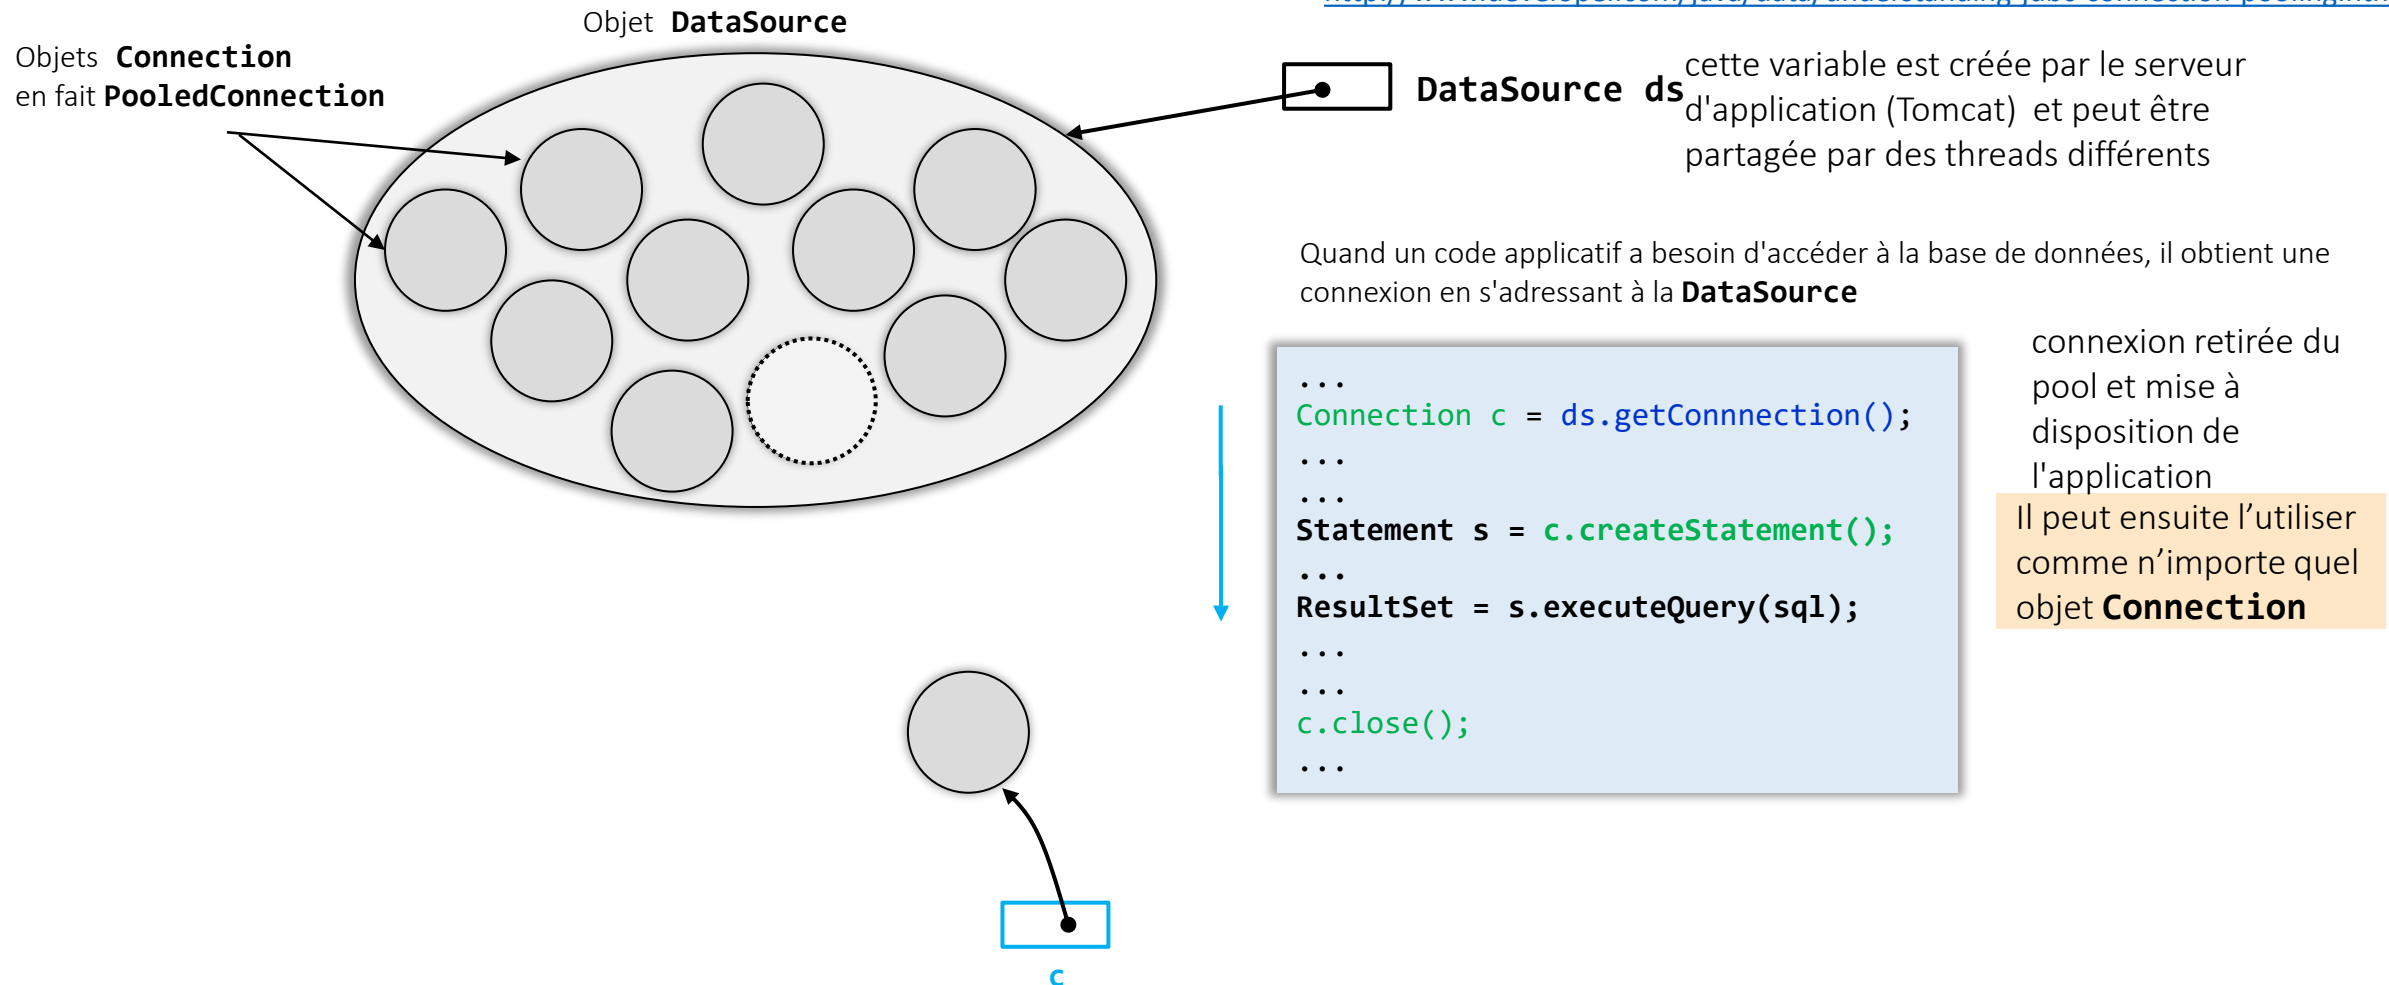 Objet DataSource
Objets Connection
en fait PooledConnection
DataSource ds
cette variable est créée par le serveur
d'application (Tomcat) et peut être
partagée par des threads différents
Quand un code applicatif a besoin d'accéder à la base de données, il obtient une
connexion en s'adressant à la DataSource
...
Connection c = ds.getConnnection();
...
...
Statement s = c.createStatement();
...
ResultSet = s.executeQuery(sql);
...
...
c.close();
...
connexion retirée du
pool et mise à
disposition de
l'application
Il peut ensuite l’utiliser
comme n’importe quel
objet Connection
c